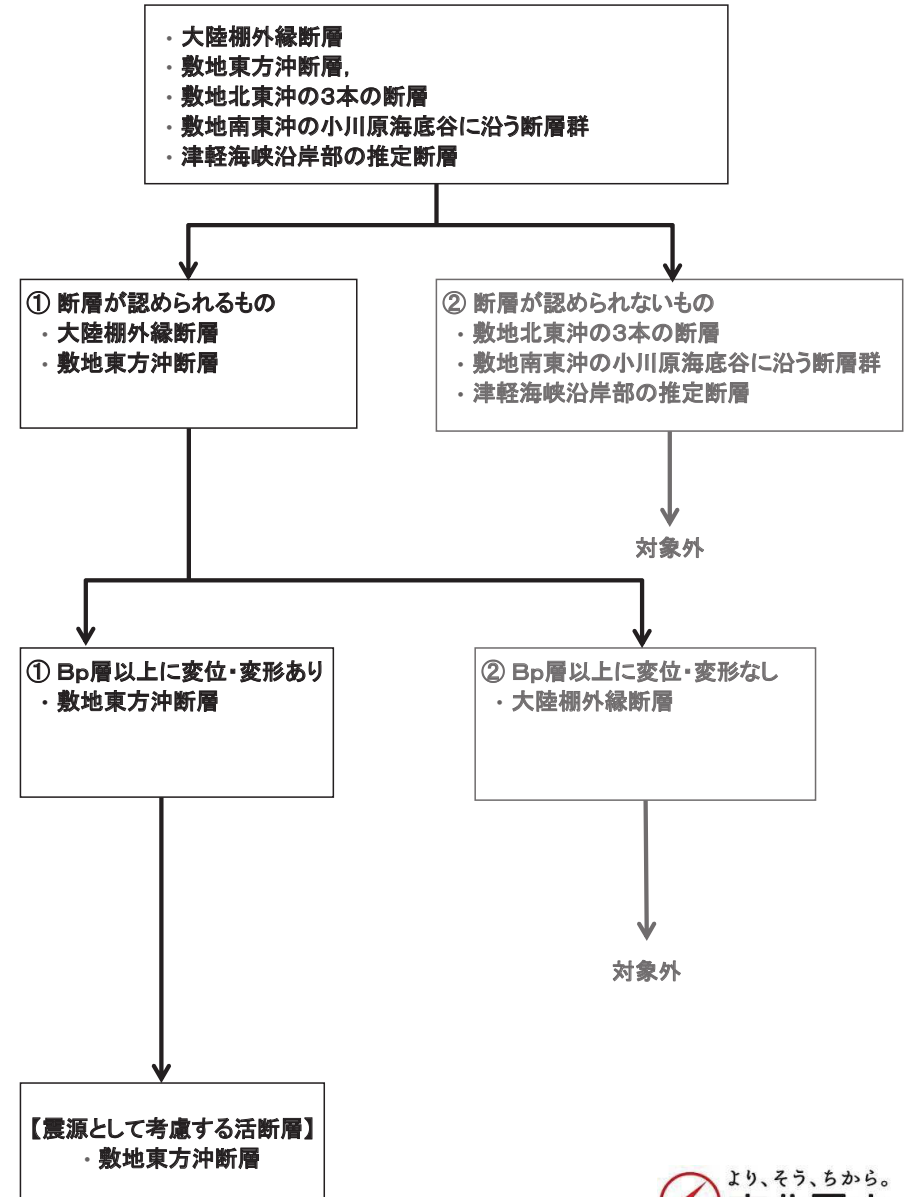 ・大陸棚外縁断層
・敷地東方沖断層,
・敷地北東沖の3本の断層
・敷地南東沖の小川原海底谷に沿う断層群
・津軽海峡沿岸部の推定断層
① 断層が認められるもの
・大陸棚外縁断層
・敷地東方沖断層
② 断層が認められないもの
・敷地北東沖の3本の断層
・敷地南東沖の小川原海底谷に沿う断層群
・津軽海峡沿岸部の推定断層
対象外
① Bp層以上に変位・変形あり
・敷地東方沖断層
② Bp層以上に変位・変形なし
・大陸棚外縁断層
対象外
【震源として考慮する活断層】
・敷地東方沖断層
より、そう、ちから。